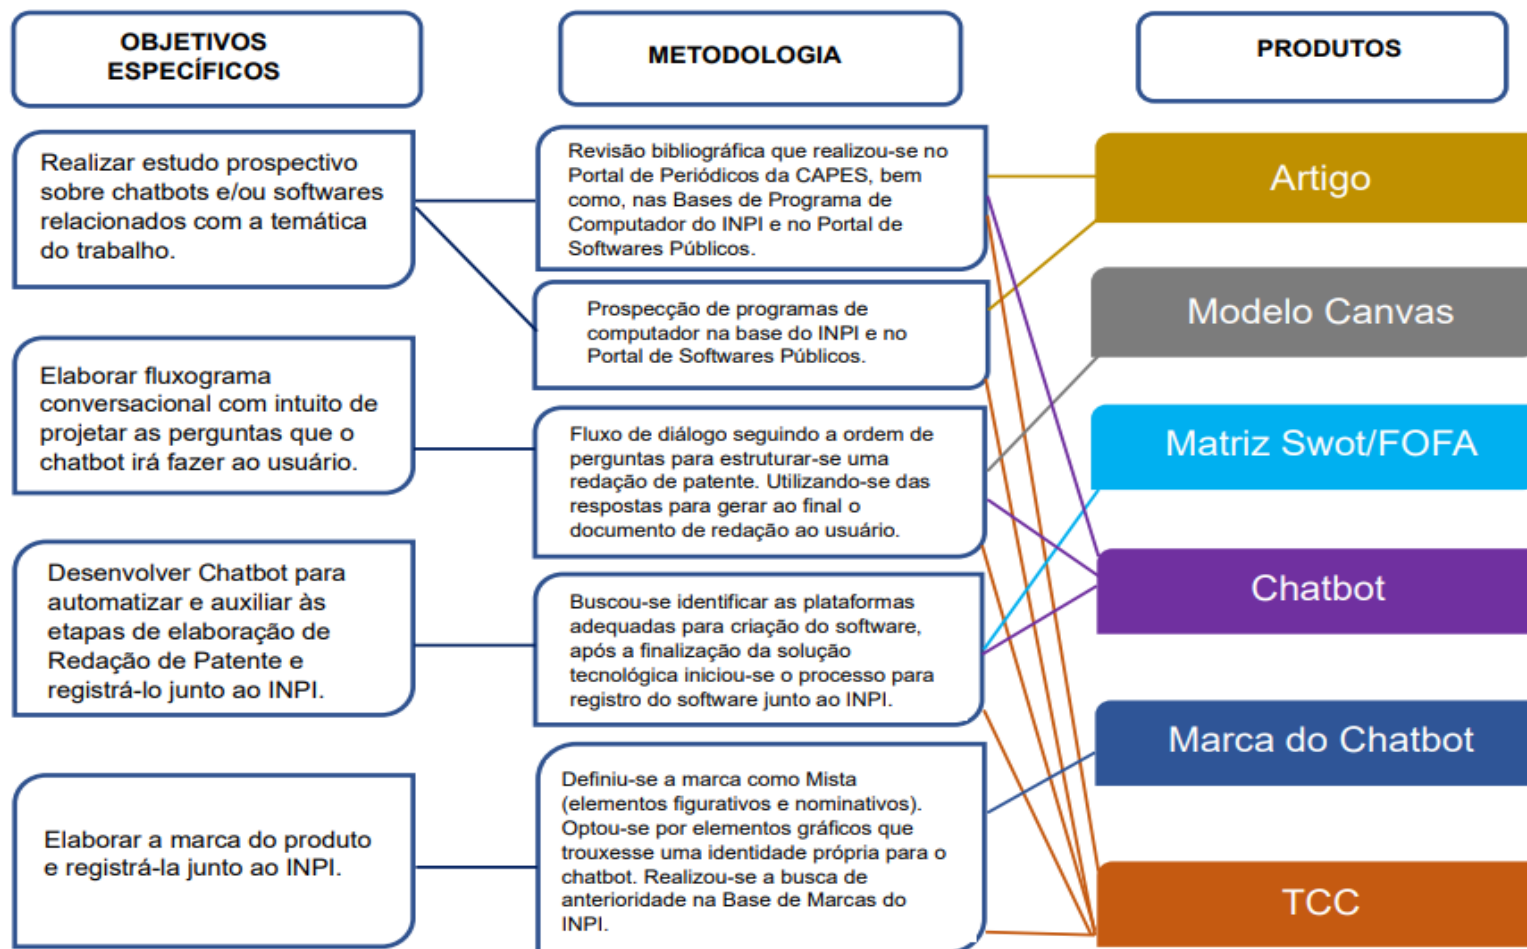 OBJETIVOS
ESPECÍFICOS
METODOLOGIA
PRODUTOS
Realizar estudo prospectivo
sobre chatbots e/ou softwares
relacionados com a temática
do trabalho.
Elaborar fluxograma
conversacional com intuito de
projetar as perguntas que o
chatbot irá fazer ao usuário.
Desenvolver Chatbot para
automatizar e auxiliar às
etapas de elaboração de
Redação de Patente e
registrá-lo junto ao INPI.
Elaborar a marca do produto
e registrá-la junto ao INPI.
Revisão bibliográfica que realizou-se no
Portal de Periódicos da CAPES, bem
como, nas Bases de Programa de
Computador do INPI e no Portal de
Softwares Públicos.
Prospecção de programas de
computador na base do INPI e no
Portal de Softwares Públicos.
Fluxo de diálogo seguindo a ordem de
perguntas para estruturar-se uma
redação de patente. Utilizando-se das
respostas para gerar ao final o
documento de redação ao usuário.
Buscou-se identificar as plataformas
adequadas para criação do software,
após a finalização da solução
tecnológica iniciou-se o processo para
registro do software junto ao INPI.
Definiu-se a marca como Mista
(elementos figurativos e nominativos).
Optou-se por elementos gráficos que
trouxesse uma identidade própria para o
chatbot. Realizou-se a busca de
anterioridade na Base de Marcas do
INPI.
Artigo
Modelo Canvas
Matriz Swot/FOFA
Chatbot
Marca do Chatbot
TCC